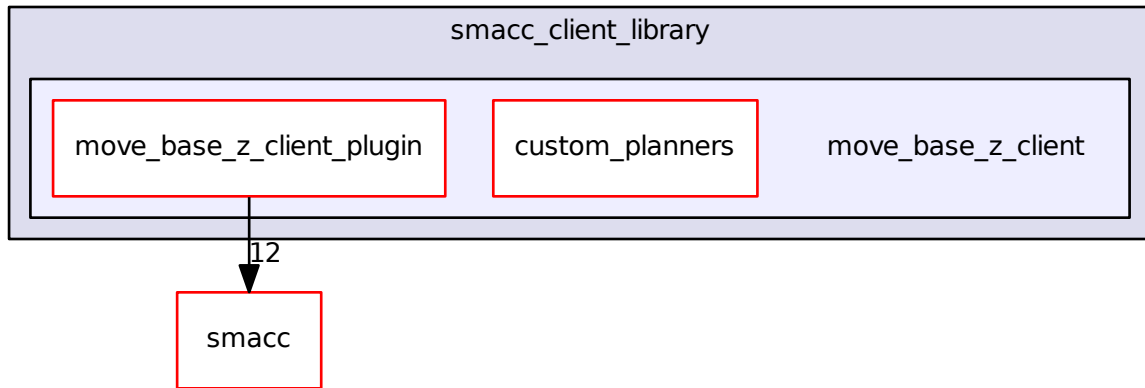 smacc_client_library
move_base_z_client_plugin
custom_planners
move_base_z_client
12
smacc